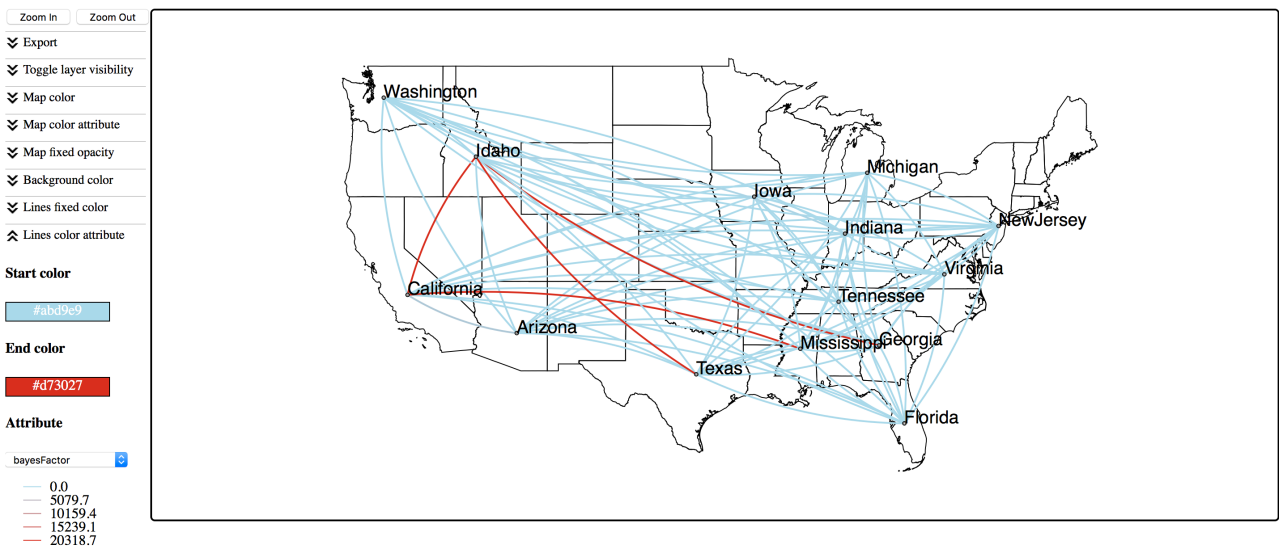 Zoom In
Zoom Out
Export
Toggle layer visibility
Map color
Map color attribute
Map fixed opacity
Background color
Lines fixed color
Lines color attribute
Start color
#abd9e9
End color
#d73027
Attribute
bayesFactor
0.0
5079.7
10159.4
15239.1
20318.7
Washington
Idaho
Michigan
Iowa
NewJersey
Indiana
Virginia
California
Tennessee
Arizona
Mississippi
Georgia
Texas
Florida